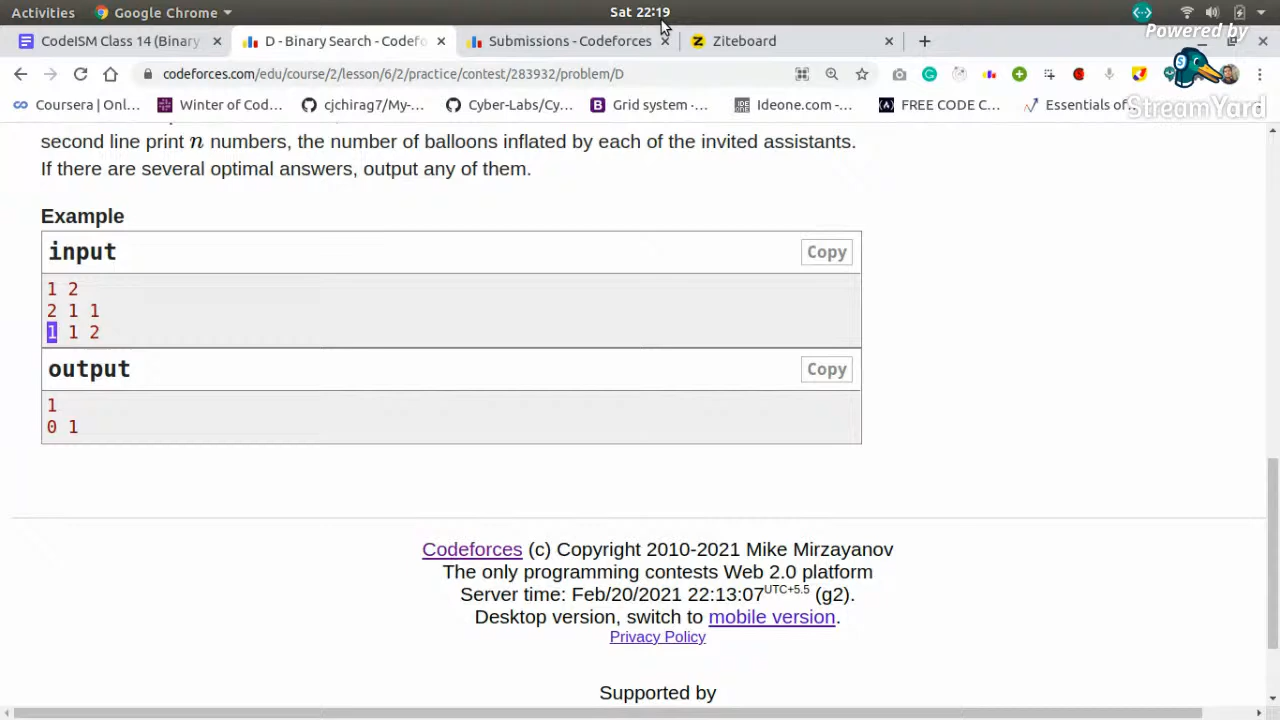 Activities
Google Chrome
Sat 22:19
CodeISM Class 14 (Binary
D - Binary Search - Codefo
Submissions - Codeforces
Ziteboard
Powered by
codeforces.com/edu/course/2/lesson/6/2/practice/contest/283932/problem/D
StreamYard
Coursera | Onl...
Winter of Cod...
cjchirag7/My-...
Cyber-Labs/Cy...
Grid system -...
Ideone.com -...
FREE CODE C...
Essentials of
second line print n numbers, the number of balloons inflated by each of the invited assistants.
If there are several optimal answers, output any of them.
Example
input
Copy
1 2
2 1 1
1 1 2
output
Copy
1
0 1
Codeforces (c) Copyright 2010-2021 Mike Mirzayanov
The only programming contests Web 2.0 platform
Server time: Feb/20/2021 22:13:07UTC+5.5 (g2).
Desktop version, switch to mobile version.
Privacy Policy
Supported by